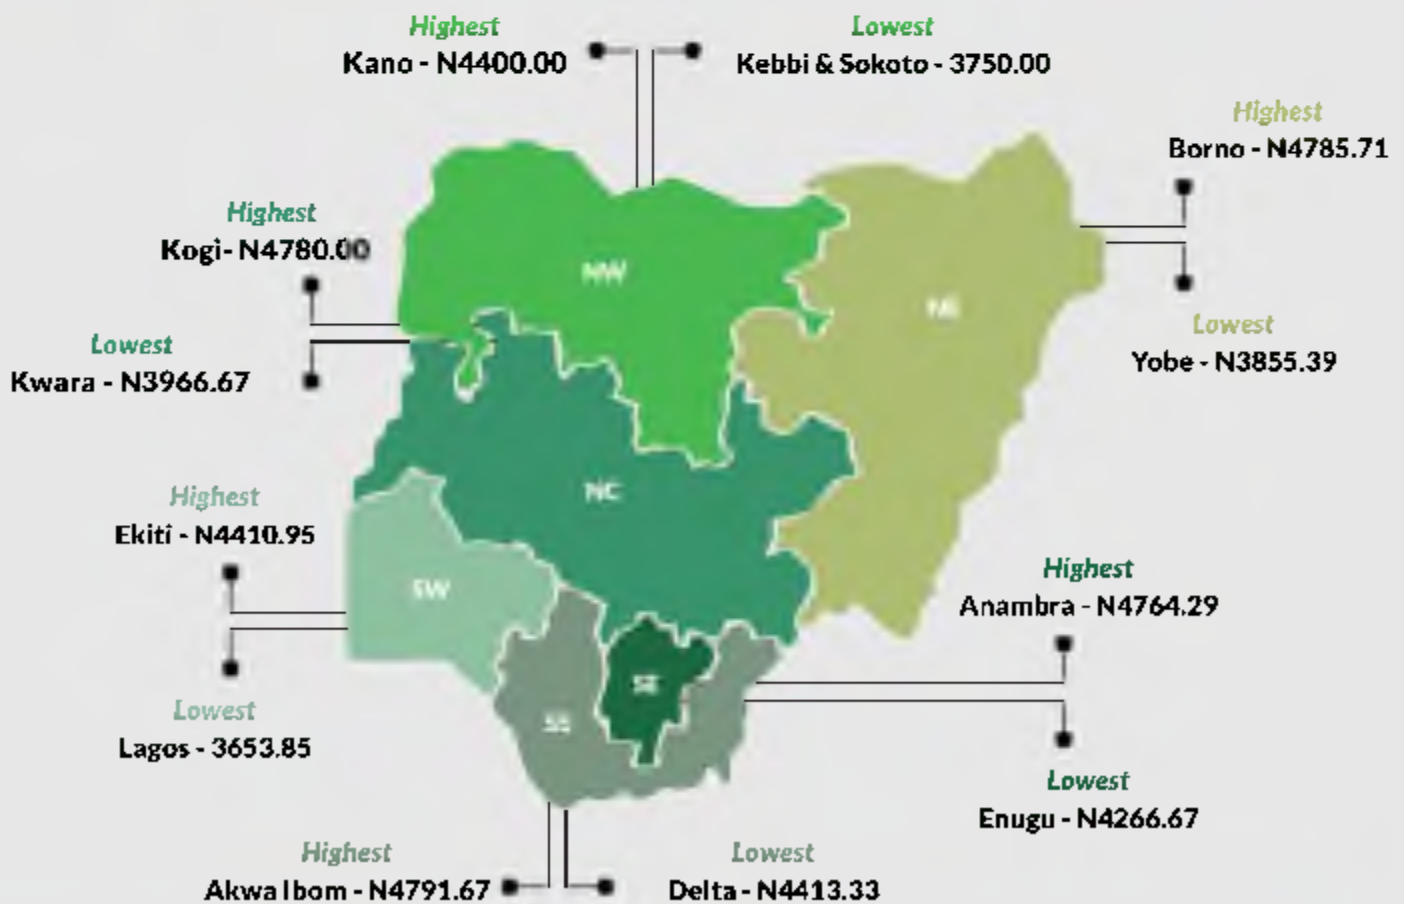 Highest
Kano - N4400.00
Lowest
Kebbi & Sokoto - 3750.00
Highest
Borno - N4785.71
Highest
Kogi- N4780.00
NW
NE
Lowest
Yobe - N3855.39
Lowest
Kwara - N3966.67
NC
Highest
Ekiti - N4410.95
SW
Highest
Anambra - N4764.29
SE
SS
Lowest
Lagos - 3653.85
Lowest
Enugu - N4266.67
Highest
Akwa Ibom - N4791.67
Lowest
Delta - N4413.33